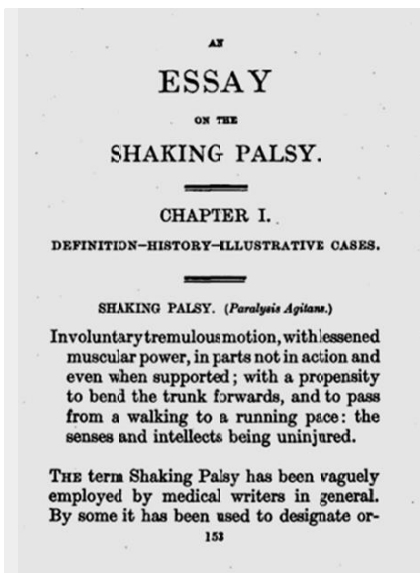 AN
ESSAY
ON THE
SHAKING PALSY.
CHAPTER I.
DEFINITION—HISTORY—ILLUSTRATIVE CASES.
SHAKING PALSY. (Paralysis Agitans.)
Involuntary tremulous motion, with lessened
muscular power, in parts not in action and
even when supported; with a propensity
to bend the trunk forwards, and to pass
from a walking to a running pace: the
senses and intellects being uninjured.
THE term Shaking Palsy has been vaguely
employed by medical writers in general.
By some it has been used to designate or-
153